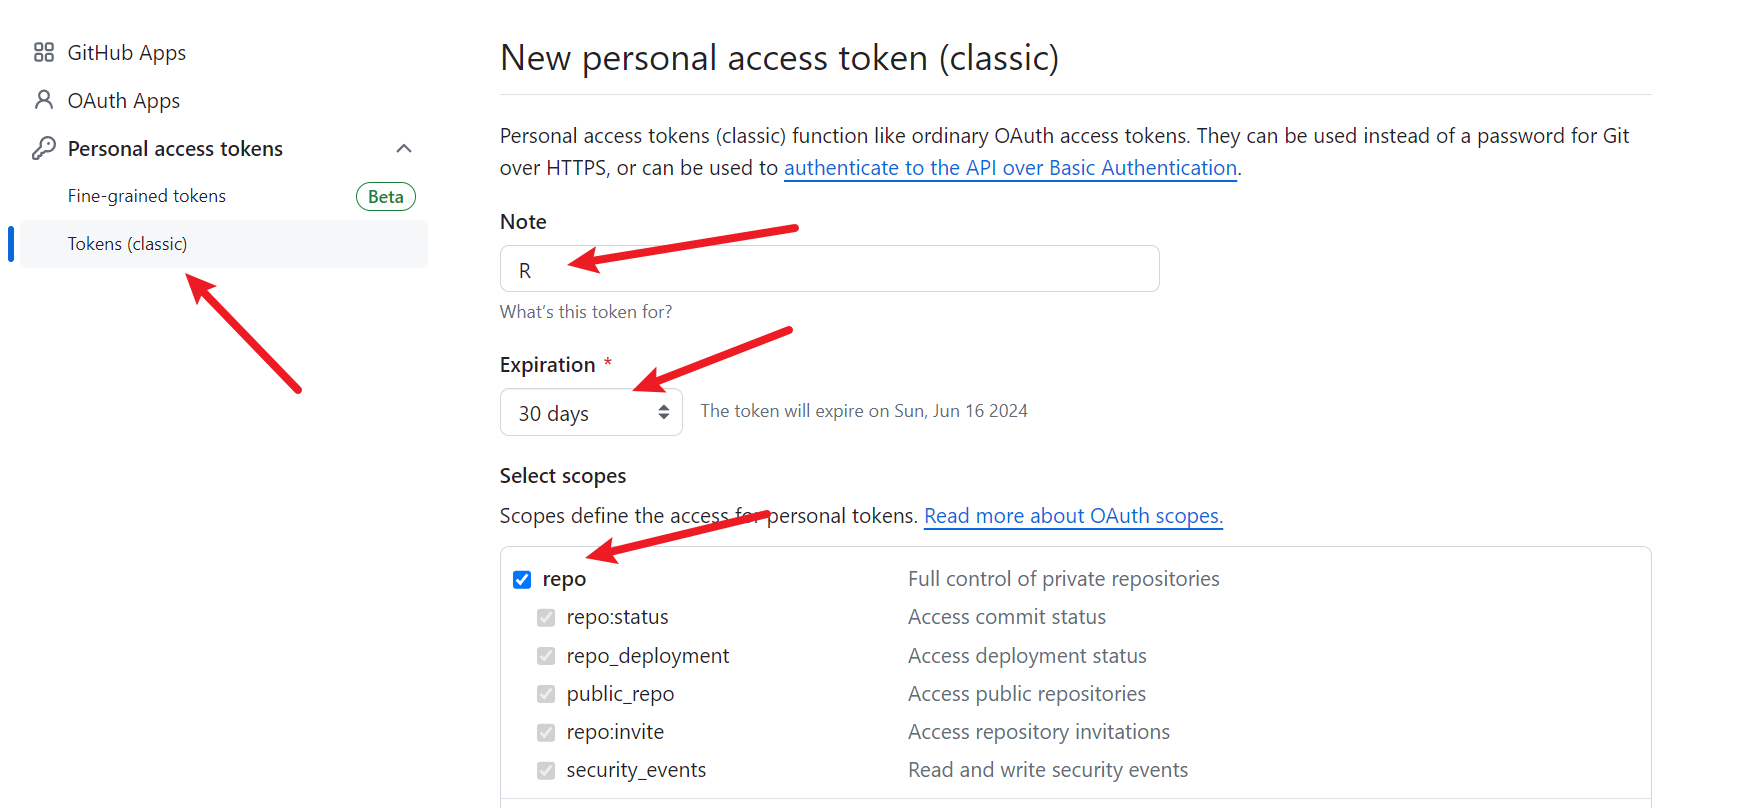 GitHub Apps
OAuth Apps
Personal access tokens
Fine-grained tokens Beta
Tokens (classic)
New personal access token (classic)
Personal access tokens (classic) function like ordinary OAuth access tokens. They can be used instead of a password for Git
over HTTPS, or can be used to authenticate to the API over Basic Authentication.
Note
R
What's this token for?
Expiration *
30 days The token will expire on Sun, Jun 16 2024
Select scopes
Scopes define the access for personal tokens. Read more about OAuth scopes.
repo Full control of private repositories
repo:status Access commit status
repo_deployment Access deployment status
public_repo Access public repositories
repo:invite Access repository invitations
security_events Read and write security events